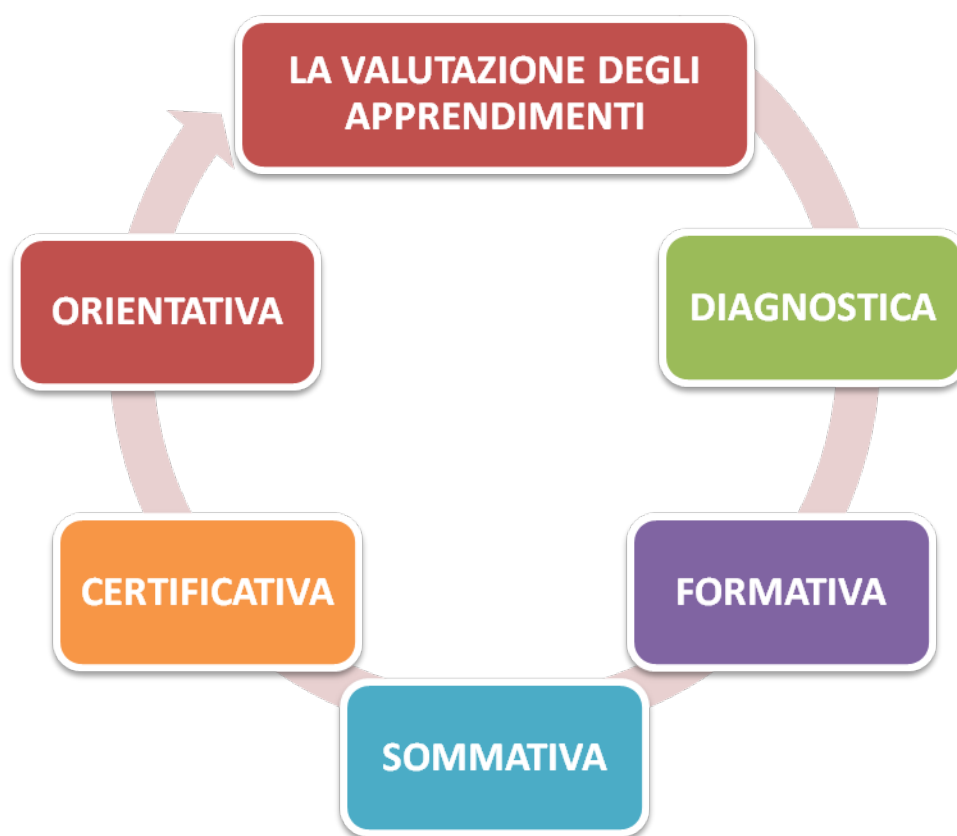 LA VALUTAZIONE DEGLI
APPRENDIMENTI
DIAGNOSTICA
FORMATIVA
SOMMATIVA
CERTIFICATIVA
ORIENTATIVA